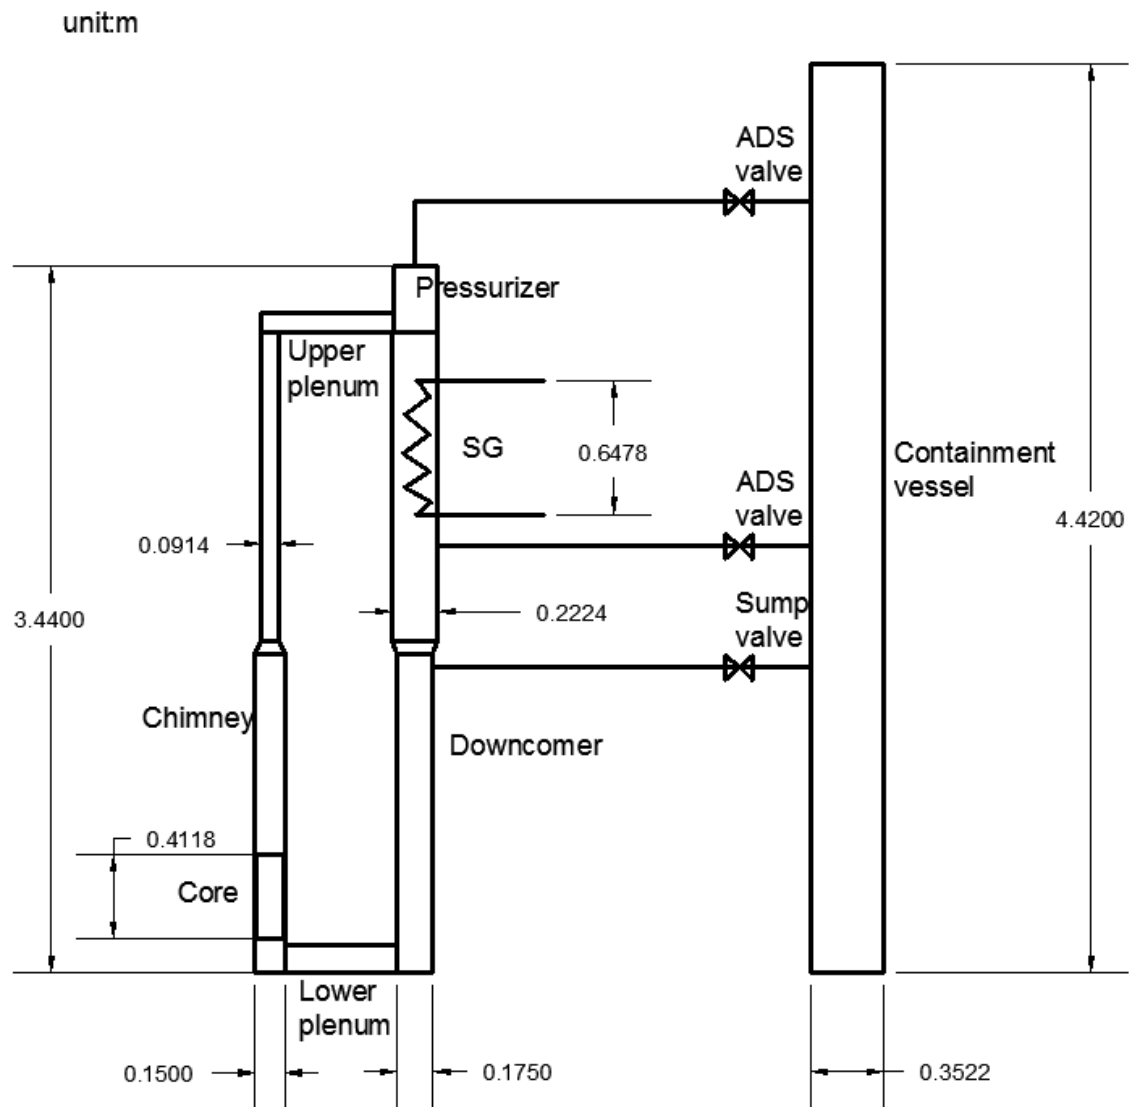 unit:m
ADS
valve
Pressurizer
Upper
plenum
SG
0.6478
Containment
vessel
ADS
valve
4.4200
0.0914
Sump
valve
0.2224
3.4400
Chimney
Downcomer
0.4118
Core
Lower
plenum
0.1500
0.1750
0.3522